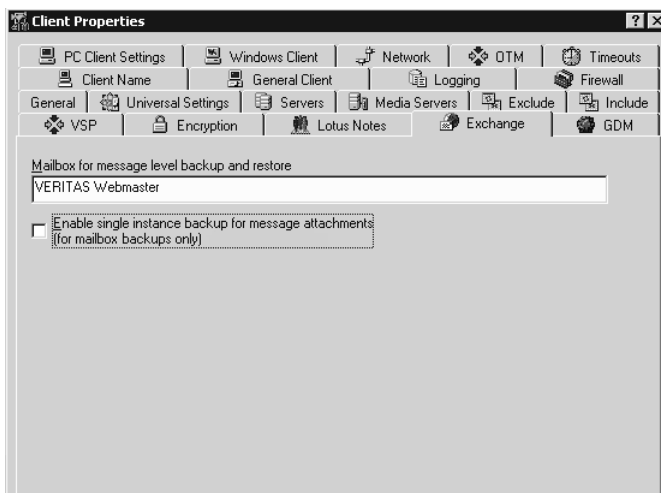 Client Properties
PC Client Settings Windows Client Network OTM Timeouts
Client Name General Client Logging Firewall
General Universal Settings Servers Media Servers Exclude Include
VSP Encryption Lotus Notes Exchange GDM
Mailbox for message level backup and restore
VERITAS Webmaster
Enable single instance backup for message attachments
(for mailbox backups only)